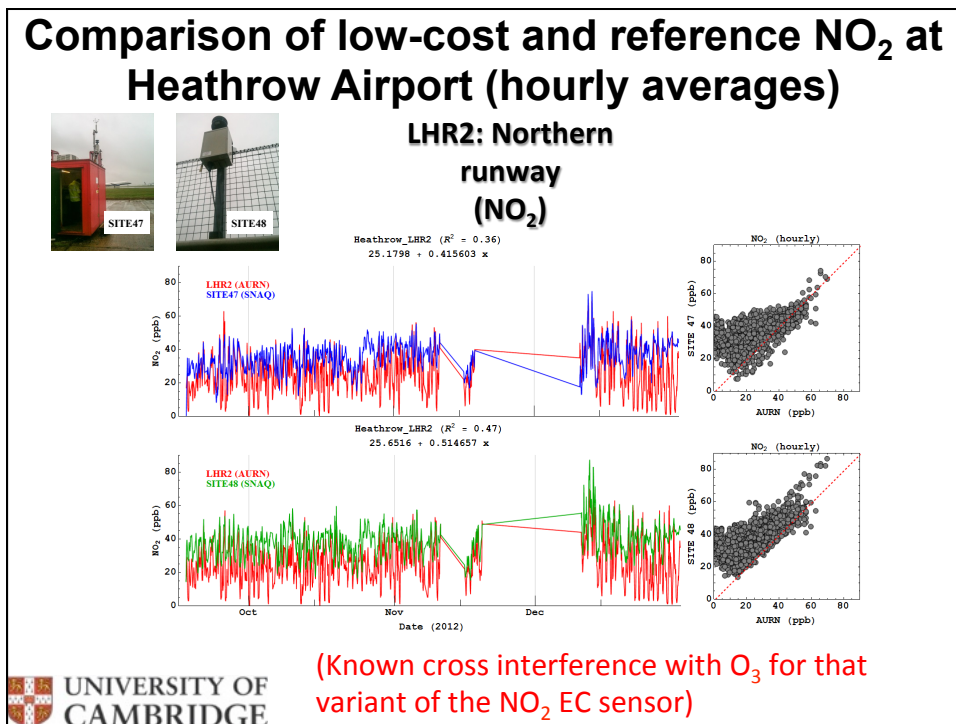 Comparison of low-cost and reference NO₂ at
Heathrow Airport (hourly averages)
LHR2: Northern
runway
(NO₂)
SITE47
SITE48
Heathrow_LHR2 (R² = 0.36)
25.1798 + 0.415603 x
LHR2 (AURN)
SITE47 (SNAQ)
NO₂ (ppb)
80
60
40
20
0
NO₂ (hourly)
SITE 47 (ppb)
80
60
40
20
0
0 20 40 60 80
AURN (ppb)
Heathrow_LHR2 (R² = 0.47)
25.6516 + 0.514657 x
LHR2 (AURN)
SITE48 (SNAQ)
NO₂ (ppb)
80
60
40
20
0
Oct Nov Dec
Date (2012)
NO₂ (hourly)
SITE 48 (ppb)
80
60
40
20
0
0 20 40 60 80
AURN (ppb)
(Known cross interference with O₃ for that
variant of the NO₂ EC sensor)
UNIVERSITY OF
CAMBRIDGE